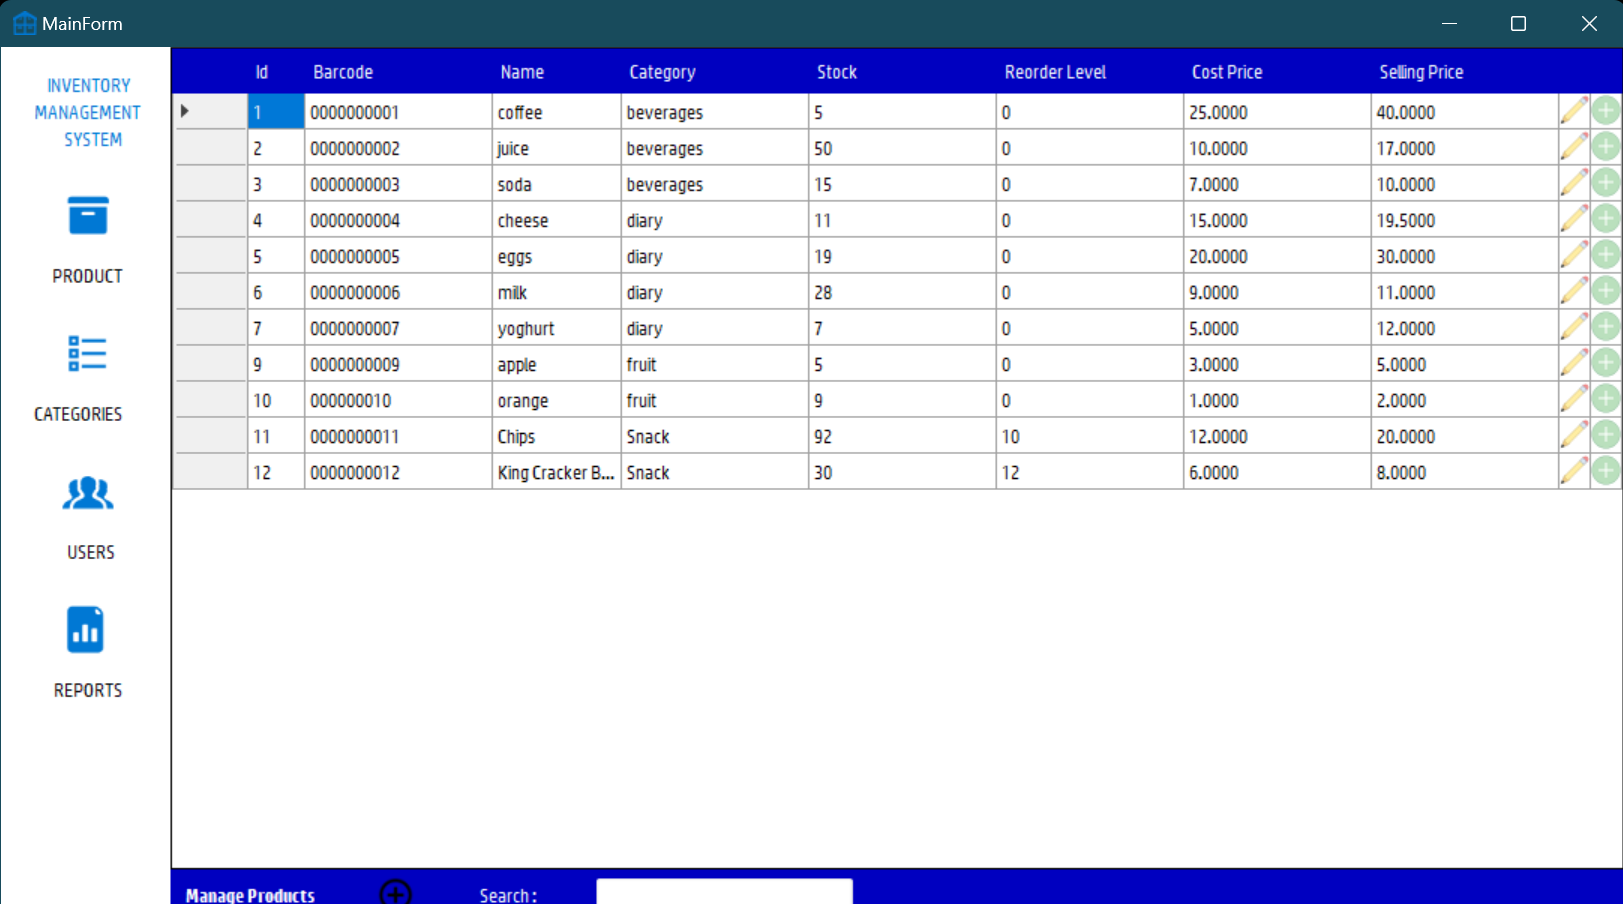 MainForm
INVENTORY
MANAGEMENT
SYSTEM
PRODUCT
CATEGORIES
USERS
REPORTS
Id Barcode Name Category Stock Reorder Level Cost Price Selling Price
1 0000000001 coffee beverages 5 0 25.0000 40.0000
2 0000000002 juice beverages 50 0 10.0000 17.0000
3 0000000003 soda beverages 15 0 7.0000 10.0000
4 0000000004 cheese diary 11 0 15.0000 19.5000
5 0000000005 eggs diary 19 0 20.0000 30.0000
6 0000000006 milk diary 28 0 9.0000 11.0000
7 0000000007 yoghurt diary 7 0 5.0000 12.0000
9 0000000009 apple fruit 5 0 3.0000 5.0000
10 000000010 orange fruit 9 0 1.0000 2.0000
11 0000000011 Chips Snack 92 10 12.0000 20.0000
12 0000000012 King Cracker B... Snack 30 12 6.0000 8.0000
Manage Products Search :